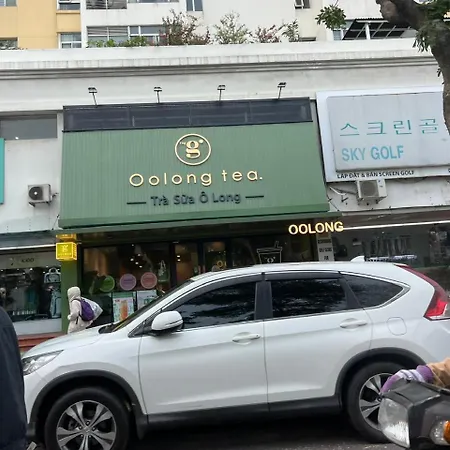 g
Oolong tea.
Trà Sữa Ô Long
OOLONG
스크린골
SKY GOLF
LẮP ĐẶT & BÁN SCREEN GOLF